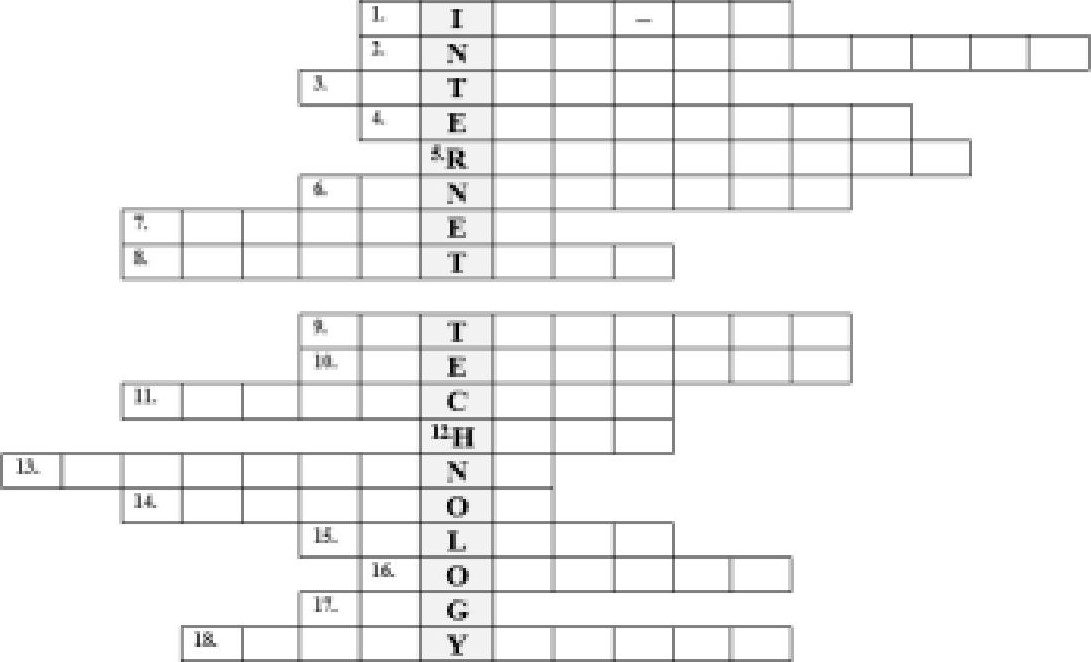 1. I –
2. N
3. T
4. E
5. R
6. N
7. E
8. T
9. T
10. E
11. C
12. H
13. N
14. O
15. L
16. O
17. G
18. Y